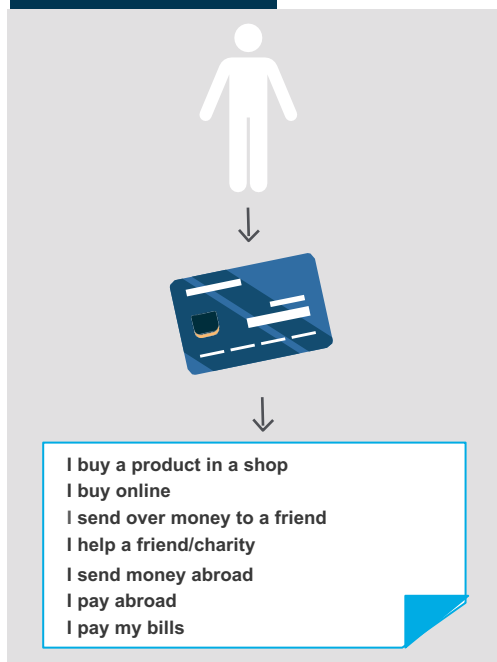 I buy a product in a shop
I buy online
I send over money to a friend
I help a friend/charity
I send money abroad
I pay abroad
I pay my bills